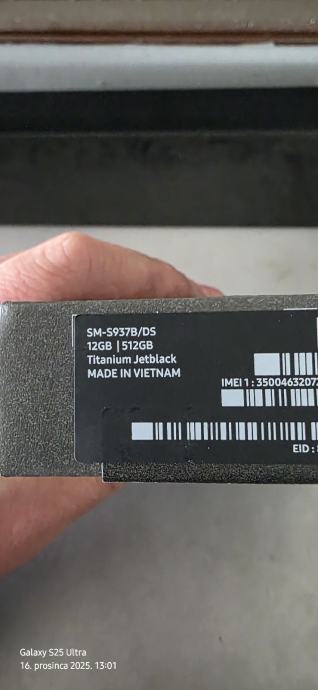 SM-S937B/DS
12GB | 512GB
Titanium Jetblack
MADE IN VIETNAM
IMEI 1 : 3500463207
EID :
Galaxy S25 Ultra
16. prosinca 2025. 13:01